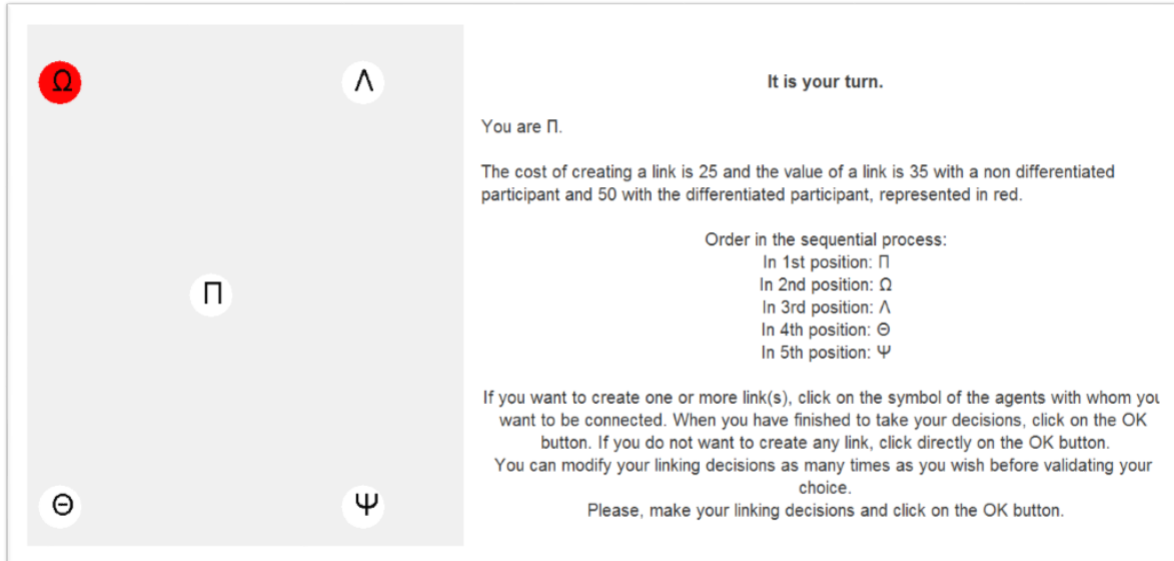 Ω Λ
Π
Θ Ψ
It is your turn.
You are Π.
The cost of creating a link is 25 and the value of a link is 35 with a non differentiated
participant and 50 with the differentiated participant, represented in red.
Order in the sequential process:
In 1st position: Π
In 2nd position: Ω
In 3rd position: Λ
In 4th position: Θ
In 5th position: Ψ
If you want to create one or more link(s), click on the symbol of the agents with whom you
want to be connected. When you have finished to take your decisions, click on the OK
button. If you do not want to create any link, click directly on the OK button.
You can modify your linking decisions as many times as you wish before validating your
choice.
Please, make your linking decisions and click on the OK button.